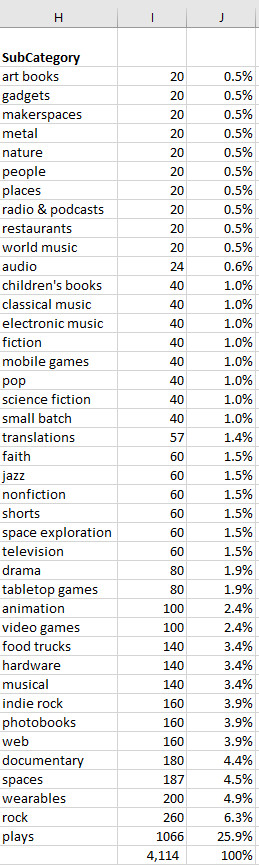 H I J
SubCategory
art books 20 0.5%
gadgets 20 0.5%
makerspaces 20 0.5%
metal 20 0.5%
nature 20 0.5%
people 20 0.5%
places 20 0.5%
radio & podcasts 20 0.5%
restaurants 20 0.5%
world music 20 0.5%
audio 24 0.6%
children's books 40 1.0%
classical music 40 1.0%
electronic music 40 1.0%
fiction 40 1.0%
mobile games 40 1.0%
pop 40 1.0%
science fiction 40 1.0%
small batch 40 1.0%
translations 57 1.4%
faith 60 1.5%
jazz 60 1.5%
nonfiction 60 1.5%
shorts 60 1.5%
space exploration 60 1.5%
television 60 1.5%
drama 80 1.9%
tabletop games 80 1.9%
animation 100 2.4%
video games 100 2.4%
food trucks 140 3.4%
hardware 140 3.4%
musical 140 3.4%
indie rock 160 3.9%
photobooks 160 3.9%
web 160 3.9%
documentary 180 4.4%
spaces 187 4.5%
wearables 200 4.9%
rock 260 6.3%
plays 1066 25.9%
4,114 100%